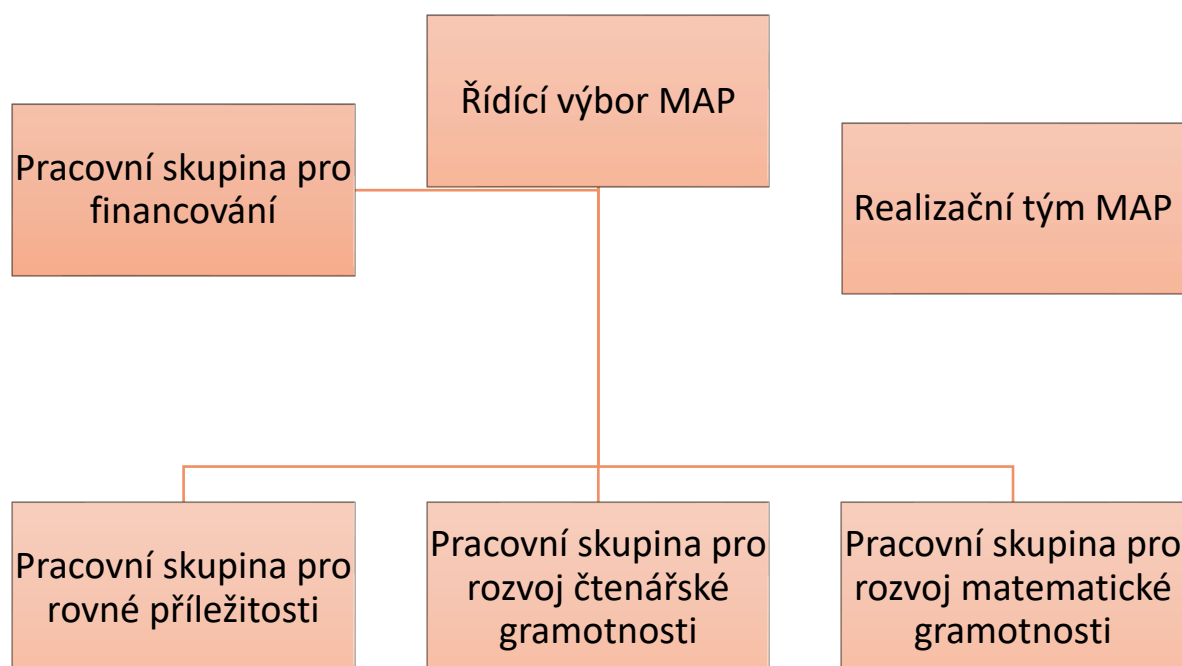 Řídící výbor MAP
Pracovní skupina pro
financování
Realizační tým MAP
Pracovní skupina pro
rovné příležitosti
Pracovní skupina pro
rozvoj čtenářské
gramotnosti
Pracovní skupina pro
rozvoj matematické
gramotnosti